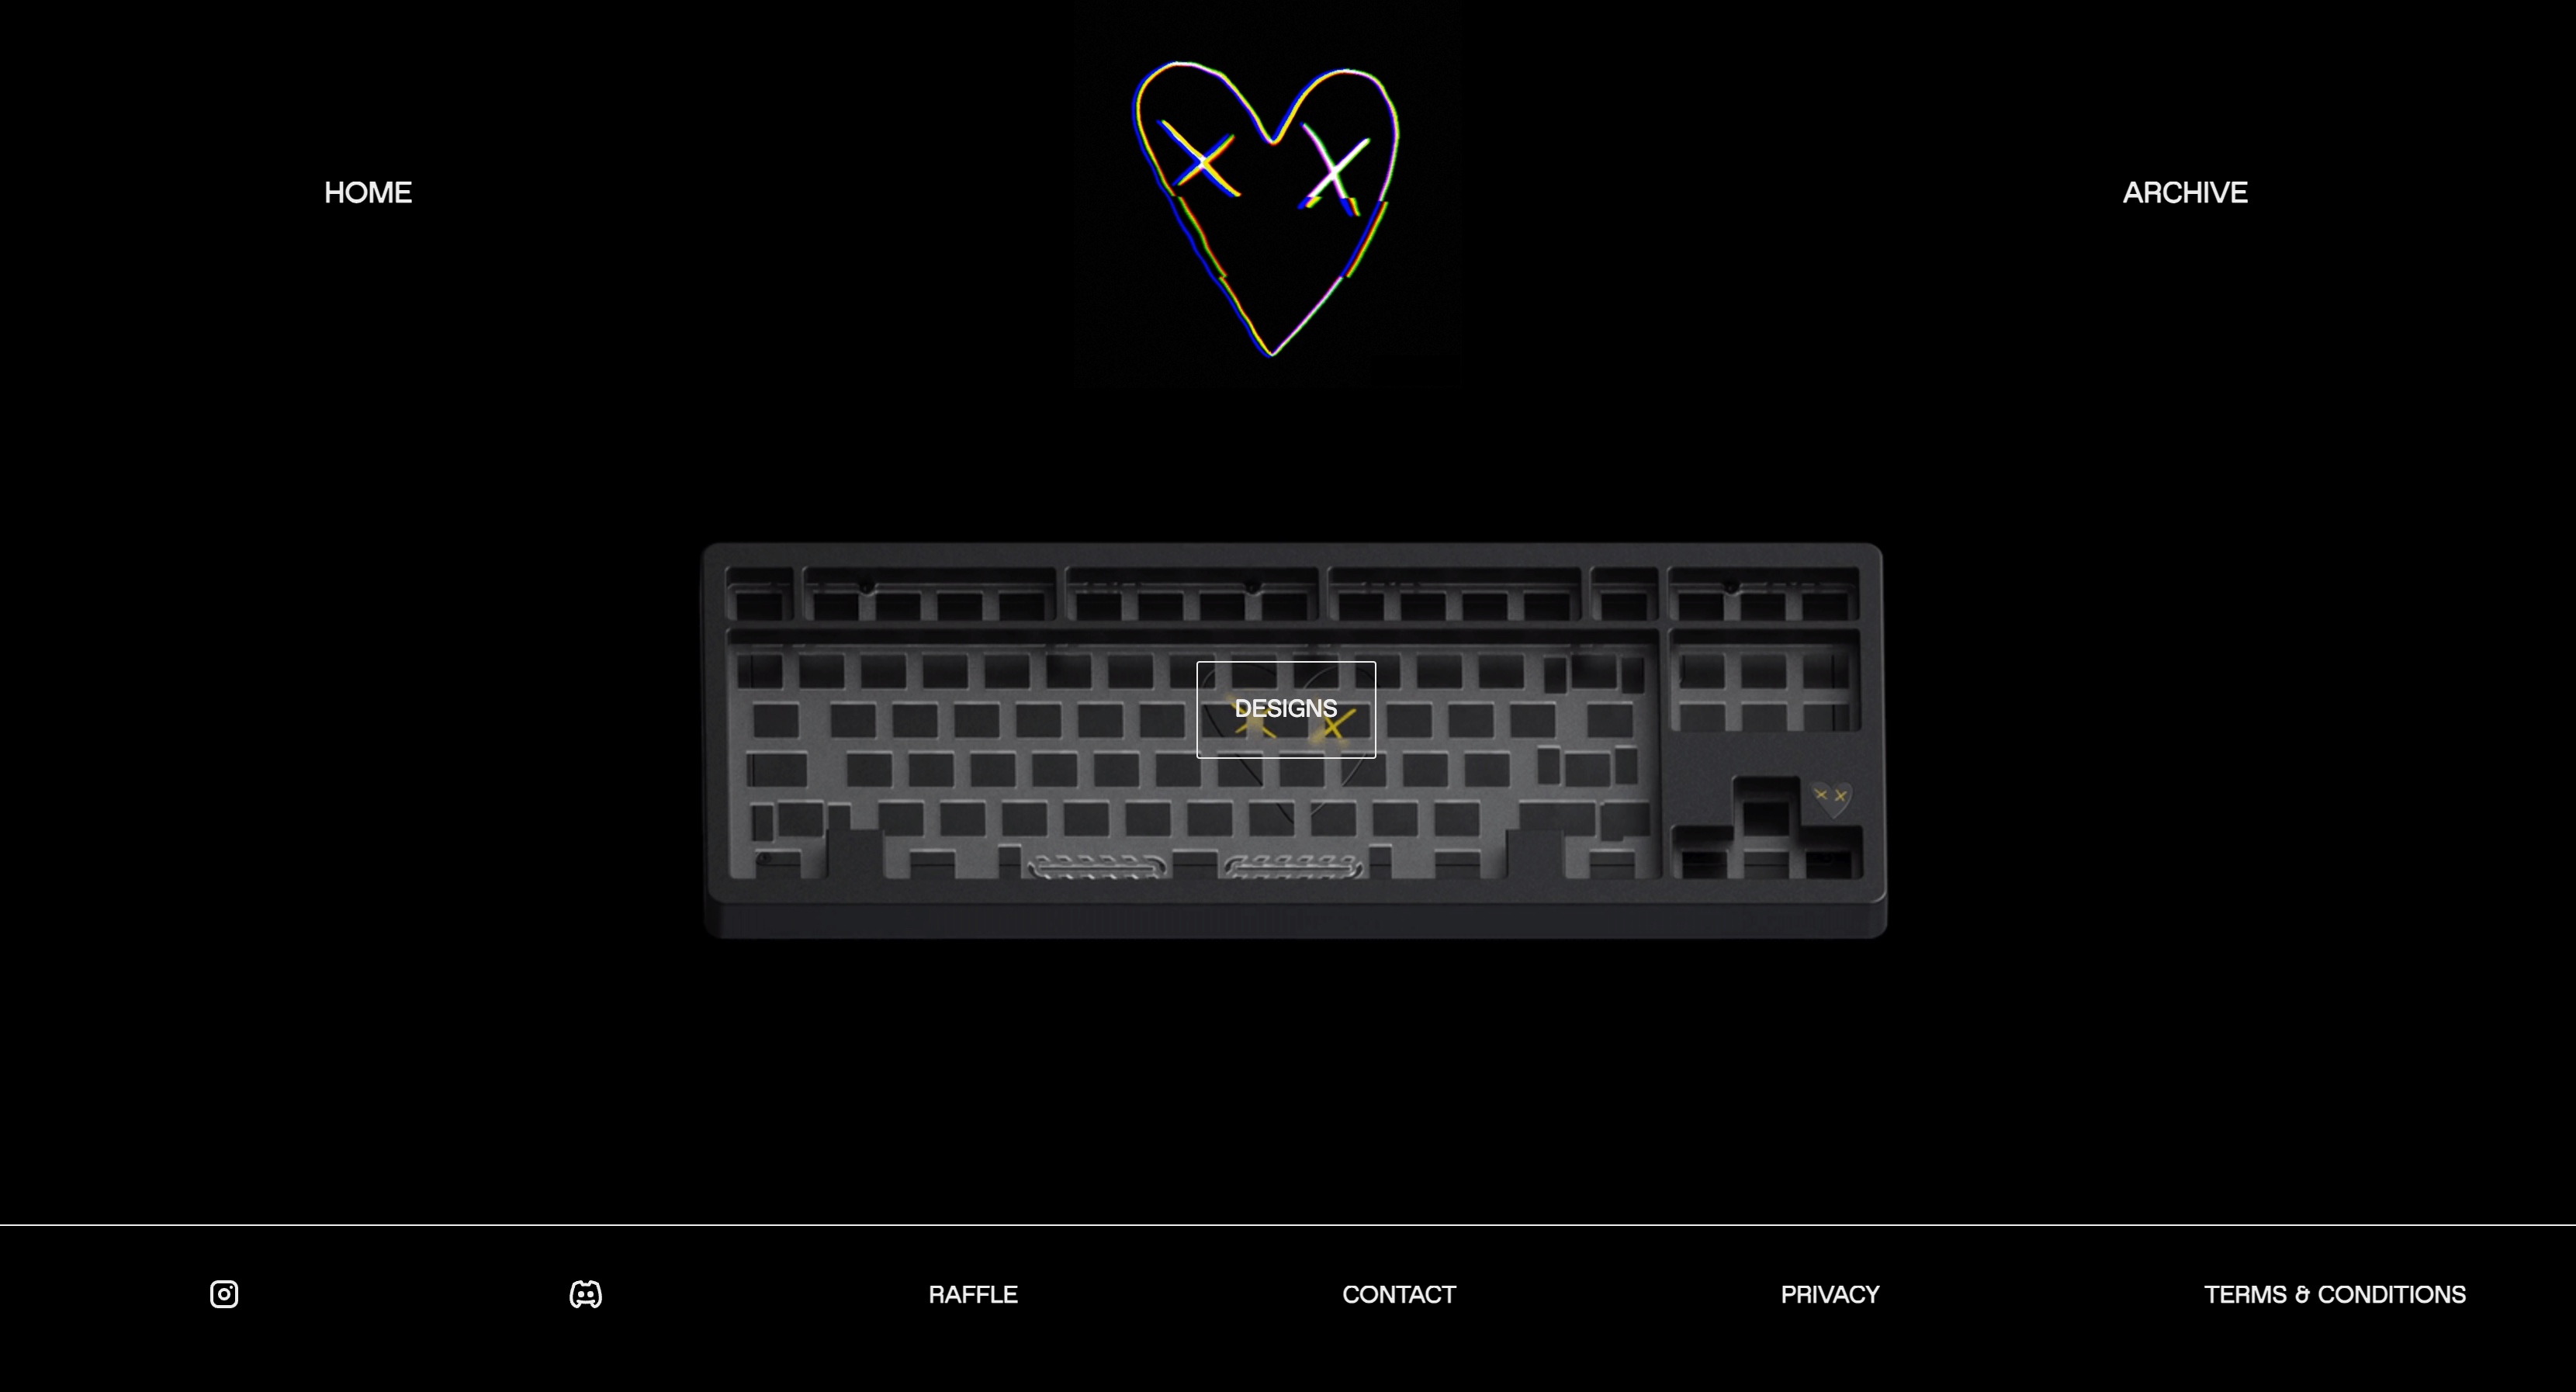 HOME
ARCHIVE
DESIGNS
RAFFLE
CONTACT
PRIVACY
TERMS & CONDITIONS